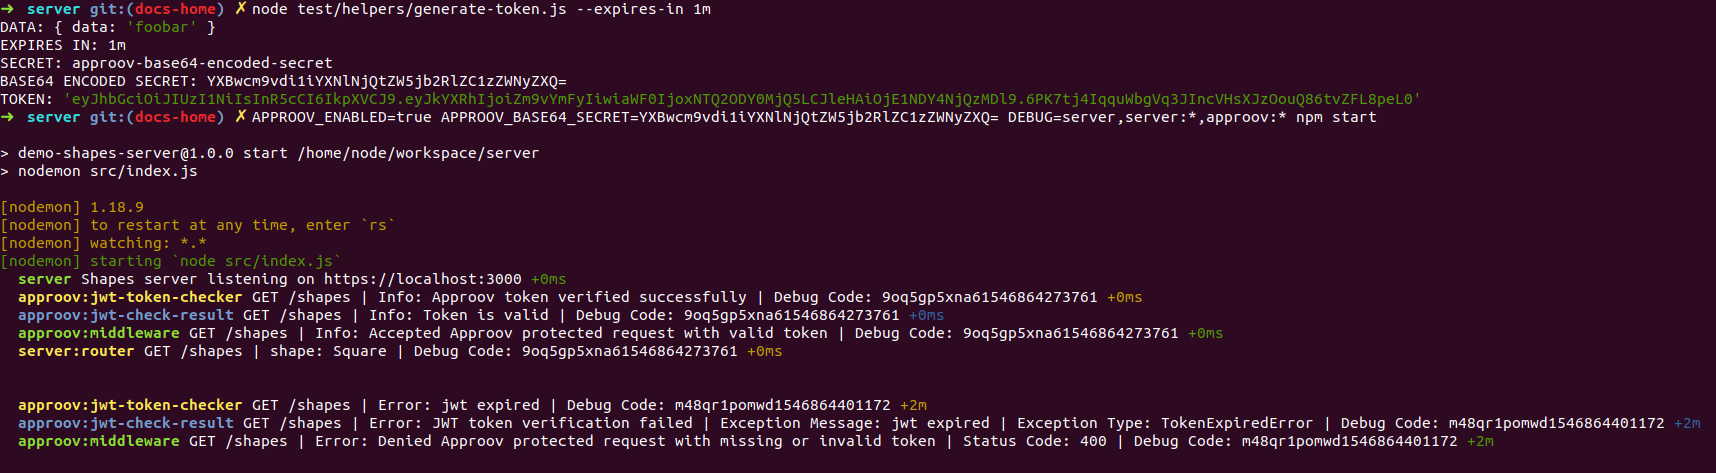 ➜ server git:(docs-home) ✗ node test/helpers/generate-token.js --expires-in 1m
DATA: { data: 'foobar' }
EXPIRES IN: 1m
SECRET: approov-base64-encoded-secret
BASE64 ENCODED SECRET: YXBwcm9vdi1iYXNlNjQtZW5jb2RlZC1zZWNyZXQ=
TOKEN: 'eyJhbGciOiJIUzI1NiIsInR5cCI6IkpXVCJ9.eyJkYXRhIjoiZm9vYmFyIiwiaWF0IjoxNTQ2ODY0MjQ5LCJleHAiOjE1NDY4NjQzMDl9.6PK7tj4IqquWbgVq3JIncVHsXJzOouQ86tvZFL8peL0'
➜ server git:(docs-home) ✗ APPROOV_ENABLED=true APPROOV_BASE64_SECRET=YXBwcm9vdi1iYXNlNjQtZW5jb2RlZC1zZWNyZXQ= DEBUG=server,server:*,approov:* npm start
> demo-shapes-server@1.0.0 start /home/node/workspace/server
> nodemon src/index.js
[nodemon] 1.18.9
[nodemon] to restart at any time, enter `rs`
[nodemon] watching: *.*
[nodemon] starting `node src/index.js`
server Shapes server listening on https://localhost:3000 +0ms
approov:jwt-token-checker GET /shapes | Info: Approov token verified successfully | Debug Code: 9oq5gp5xna61546864273761 +0ms
approov:jwt-check-result GET /shapes | Info: Token is valid | Debug Code: 9oq5gp5xna61546864273761 +0ms
approov:middleware GET /shapes | Info: Accepted Approov protected request with valid token | Debug Code: 9oq5gp5xna61546864273761 +0ms
server:router GET /shapes | shape: Square | Debug Code: 9oq5gp5xna61546864273761 +0ms
approov:jwt-token-checker GET /shapes | Error: jwt expired | Debug Code: m48qr1pomwd1546864401172 +2m
approov:jwt-check-result GET /shapes | Error: JWT token verification failed | Exception Message: jwt expired | Exception Type: TokenExpiredError | Debug Code: m48qr1pomwd1546864401172 +2m
approov:middleware GET /shapes | Error: Denied Approov protected request with missing or invalid token | Status Code: 400 | Debug Code: m48qr1pomwd1546864401172 +2m